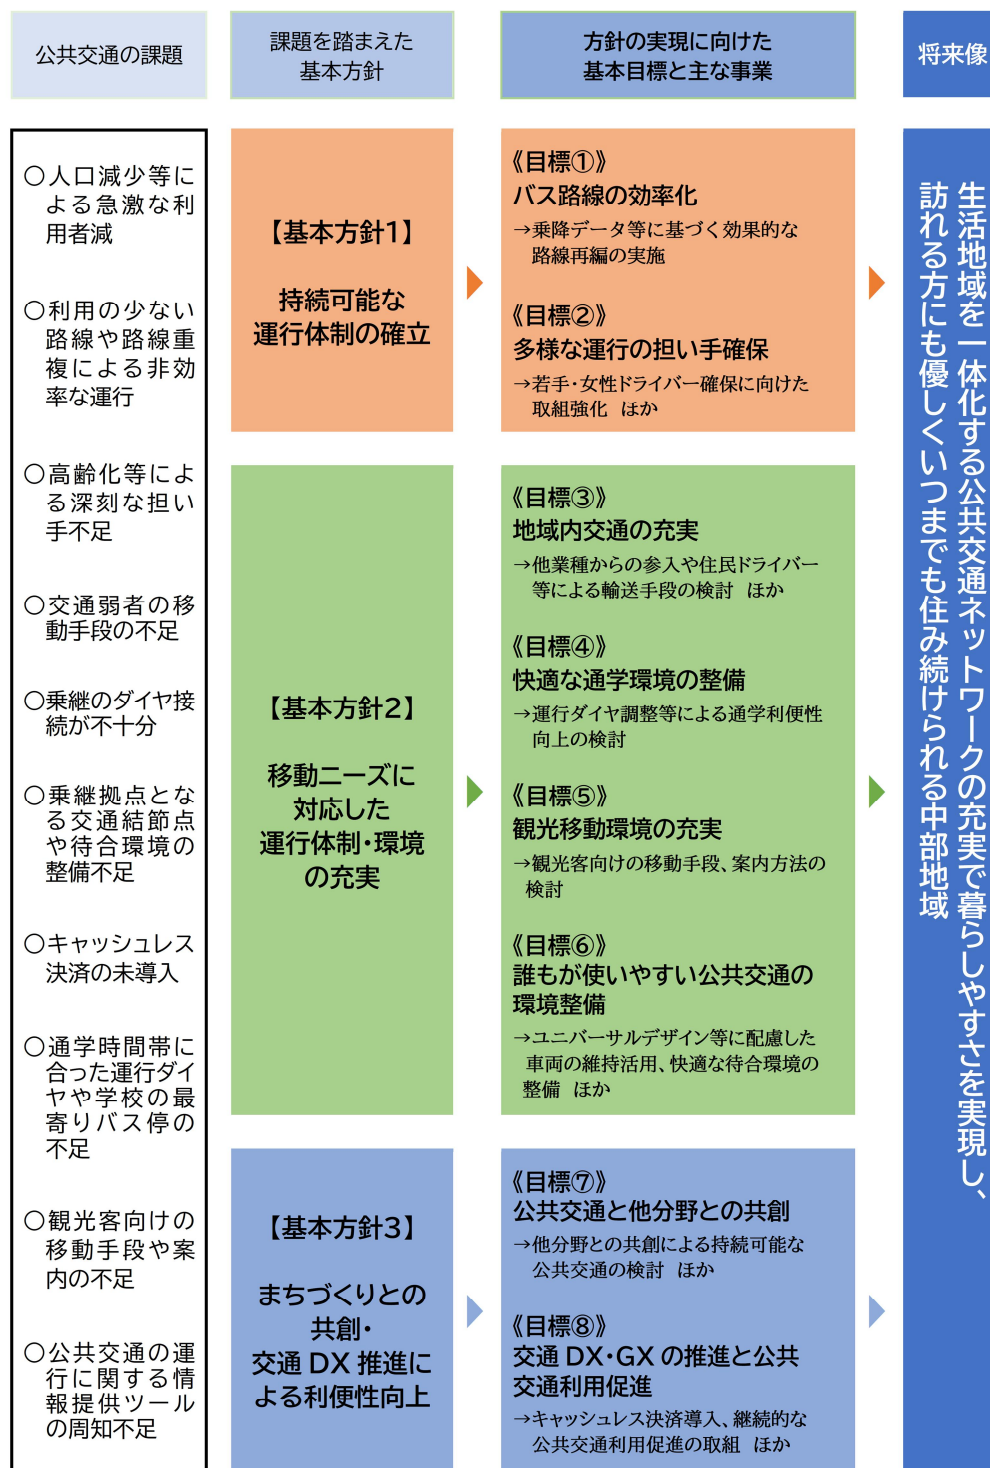 公共交通の課題
課題を踏まえた
基本方針
方針の実現に向けた
基本目標と主な事業
将来像
○人口減少等に
よる急激な利
用者減
○利用の少ない
路線や路線重
複による非効
率な運行
○高齢化等によ
る深刻な担い
手不足
○交通弱者の移
動手段の不足
○乗継のダイヤ接
続が不十分
○乗継拠点とな
る交通結節点
や待合環境の
整備不足
○キャッシュレス
決済の未導入
○通学時間帯に
合った運行ダイ
ヤや学校の最
寄りバス停の
不足
○観光客向けの
移動手段や案
内の不足
○公共交通の運
行に関する情
報提供ツール
の周知不足
【基本方針1】
持続可能な
運行体制の確立
《目標①》
バス路線の効率化
→乗降データ等に基づく効果的な
路線再編の実施
《目標②》
多様な運行の担い手確保
→若手・女性ドライバー確保に向けた
取組強化 ほか
【基本方針2】
移動ニーズに
対応した
運行体制・環境
の充実
《目標③》
地域内交通の充実
→他業種からの参入や住民ドライバー
等による輸送手段の検討 ほか
《目標④》
快適な通学環境の整備
→運行ダイヤ調整等による通学利便性
向上の検討
《目標⑤》
観光移動環境の充実
→観光客向けの移動手段、案内方法の
検討
《目標⑥》
誰もが使いやすい公共交通の
環境整備
→ユニバーサルデザイン等に配慮した
車両の維持活用、快適な待合環境の
整備 ほか
【基本方針3】
まちづくりとの
共創・
交通 DX 推進に
よる利便性向上
《目標⑦》
公共交通と他分野との共創
→他分野との共創による持続可能な
公共交通の検討 ほか
《目標⑧》
交通 DX・GX の推進と公共
交通利用促進
→キャッシュレス決済導入、継続的な
公共交通利用促進の取組 ほか
生活地域を一体化する公共交通ネットワークの充実で暮らしやすさを実現し、
訪れる方にも優しくいつまでも住み続けられる中部地域